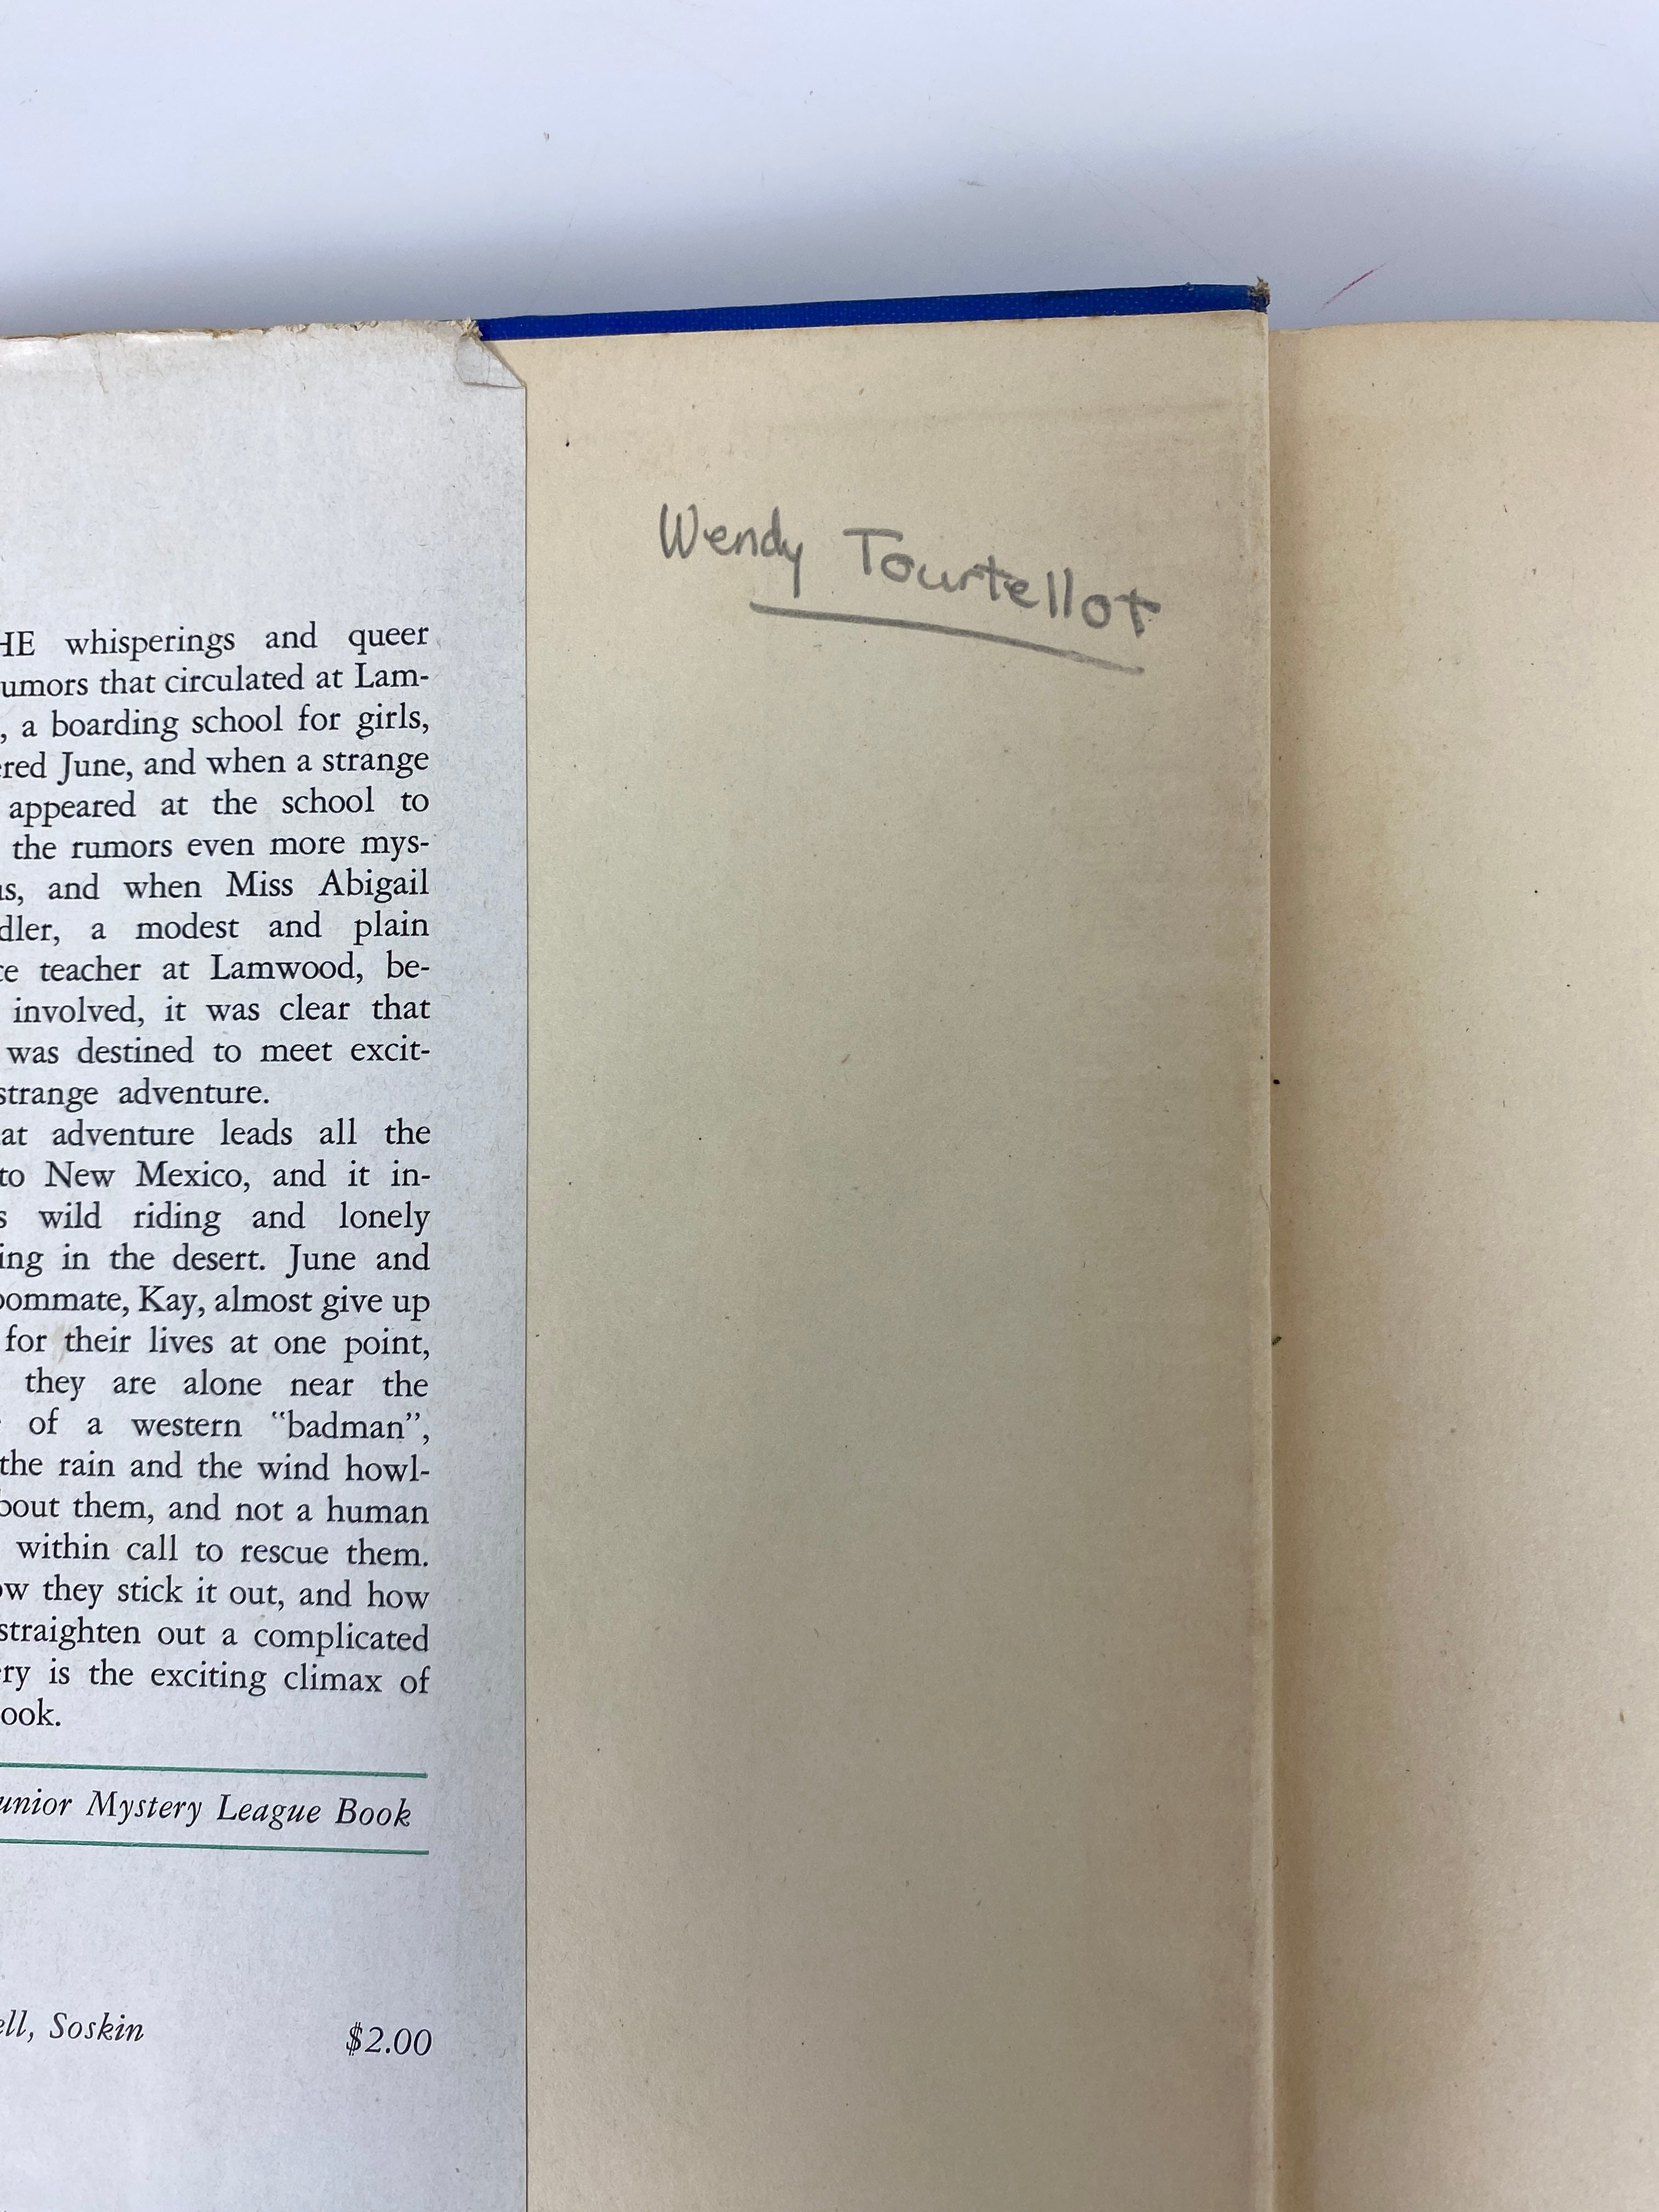 HE whisperings and queer
umors that circulated at Lam-
, a boarding school for girls,
ered June, and when a strange
appeared at the school to
the rumors even more mys-
us, and when Miss Abigail
dler, a modest and plain
ce teacher at Lamwood, be-
involved, it was clear that
was destined to meet excit-
strange adventure.
at adventure leads all the
to New Mexico, and it in-
s wild riding and lonely
ing in the desert. June and
oommate, Kay, almost give up
for their lives at one point,
they are alone near the
of a western "badman",
the rain and the wind howl-
bout them, and not a human
within call to rescue them.
ow they stick it out, and how
straighten out a complicated
ery is the exciting climax of
ook.
unior Mystery League Book
ell, Soskin $2.00
Wendy Tourtellot